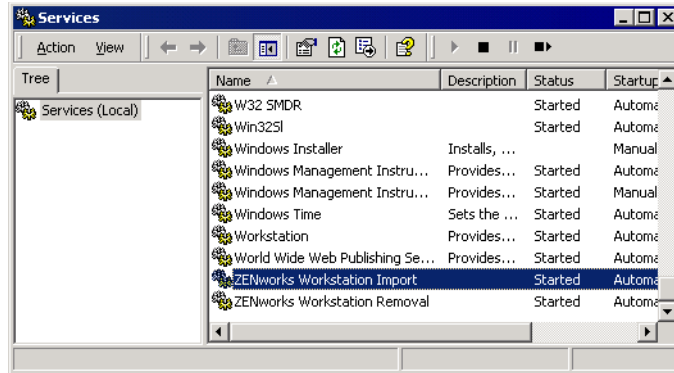 Services
Action View
Tree
Services (Local)
Name Description Status Startup
W32 SMDR Started Automa
Win32Sl Started Automa
Windows Installer Installs, ... Manual
Windows Management Instru... Provides... Started Automa
Windows Management Instru... Provides... Started Manual
Windows Time Sets the ... Started Automa
Workstation Provides... Started Automa
World Wide Web Publishing Se... Provides... Started Automa
ZENworks Workstation Import Started Automa
ZENworks Workstation Removal Started Automa